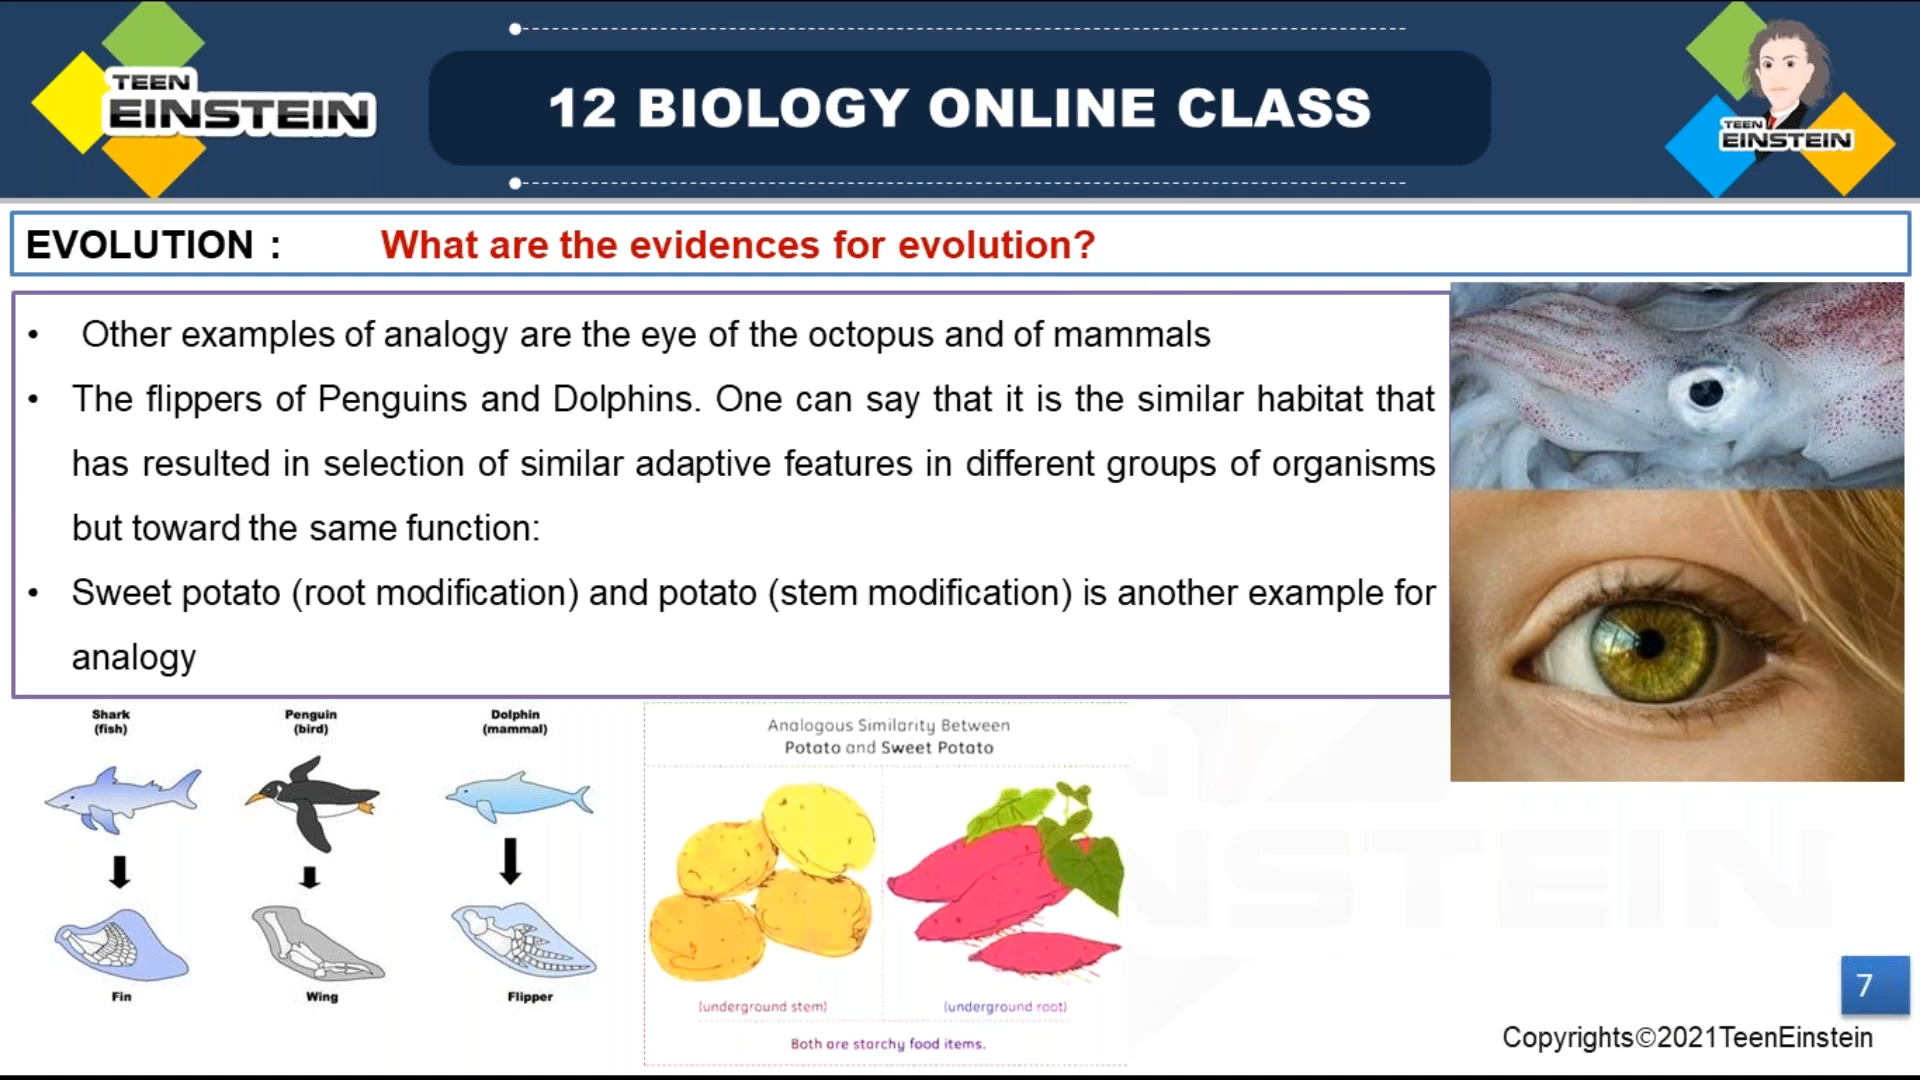 TEEN
EINSTEIN
12 BIOLOGY ONLINE CLASS
TEEN
EINSTEIN
EVOLUTION : What are the evidences for evolution?
• Other examples of analogy are the eye of the octopus and of mammals
• The flippers of Penguins and Dolphins. One can say that it is the similar habitat that
has resulted in selection of similar adaptive features in different groups of organisms
but toward the same function:
• Sweet potato (root modification) and potato (stem modification) is another example for
analogy
Shark
(fish)
Penguin
(bird)
Dolphin
(mammal)
Fin
Wing
Flipper
Analogous Similarity Between
Potato and Sweet Potato
(underground stem)
(underground root)
Both are starchy food items.
NSTEIN
7
Copyrights©2021TeenEinstein